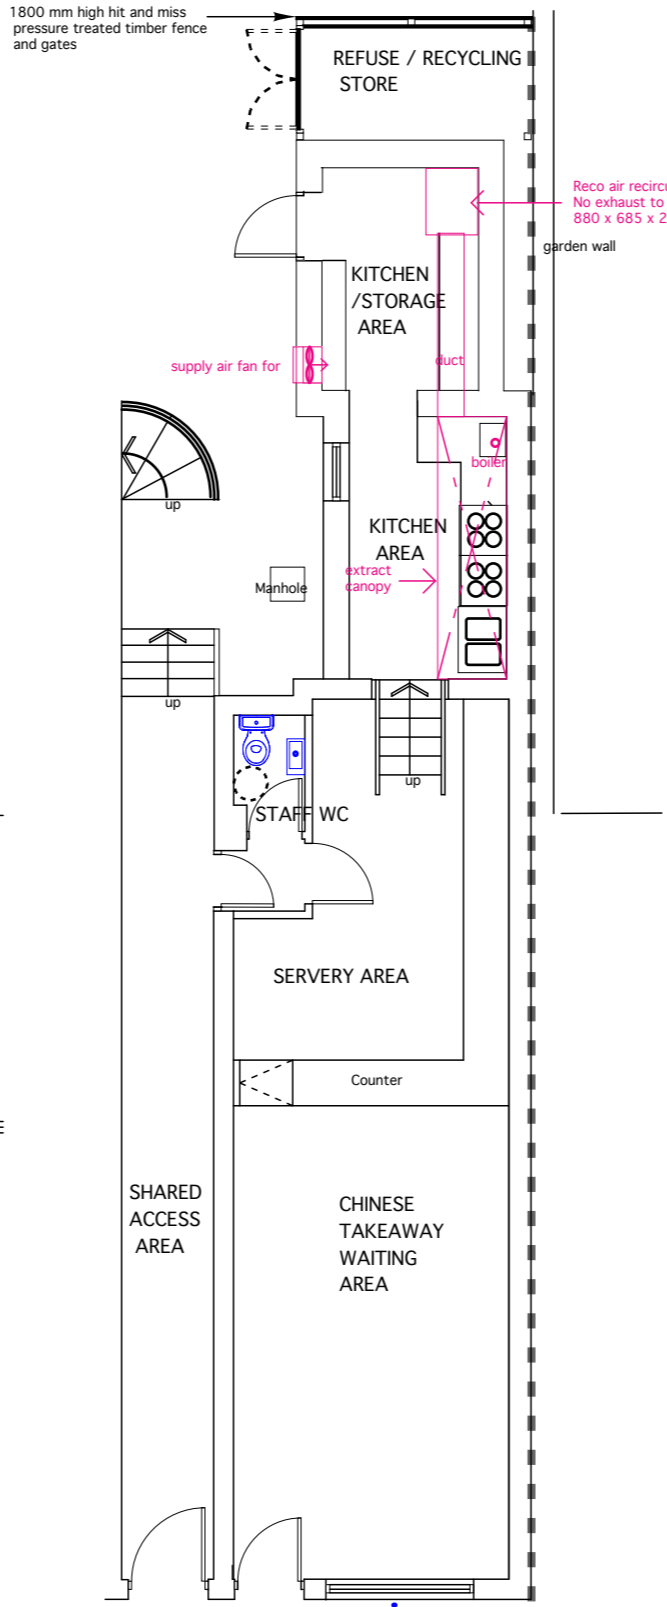 1800 mm high hit and miss
pressure treated timber fence
and gates
REFUSE / RECYCLING
STORE
Reco air
No exhaust to
880 x 685 x
garden wall
KITCHEN
/STORAGE
AREA
supply air fan for
duct
boiler
up
KITCHEN
AREA
extract
canopy
Manhole
up
up
STAFF WC
SERVERY AREA
Counter
SHARED
ACCESS
AREA
CHINESE
TAKEAWAY
WAITING
AREA